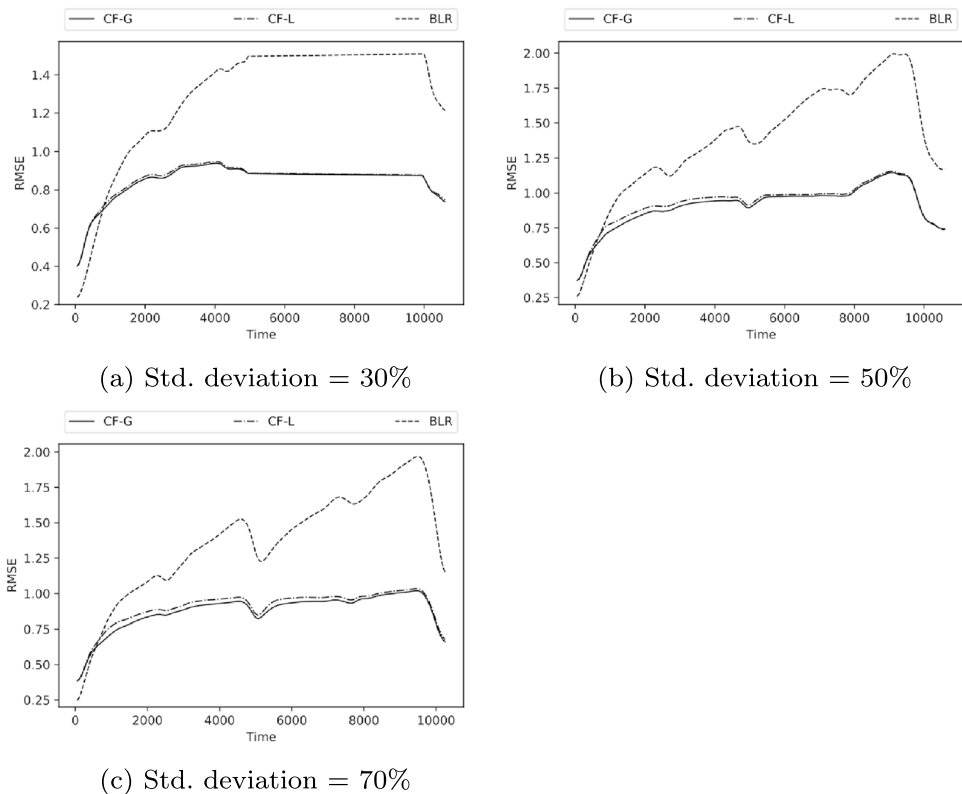 CF-G CF-L BLR
1.4
1.2
1.0
0.8
0.6
0.4
0.2
RMSE
0 2000 4000 6000 8000 10000
Time
(a) Std. deviation = 30%
CF-G CF-L BLR
2.00
1.75
1.50
1.25
1.00
0.75
0.50
0.25
RMSE
0 2000 4000 6000 8000 10000
Time
(b) Std. deviation = 50%
CF-G CF-L BLR
2.00
1.75
1.50
1.25
1.00
0.75
0.50
0.25
RMSE
0 2000 4000 6000 8000 10000
Time
(c) Std. deviation = 70%